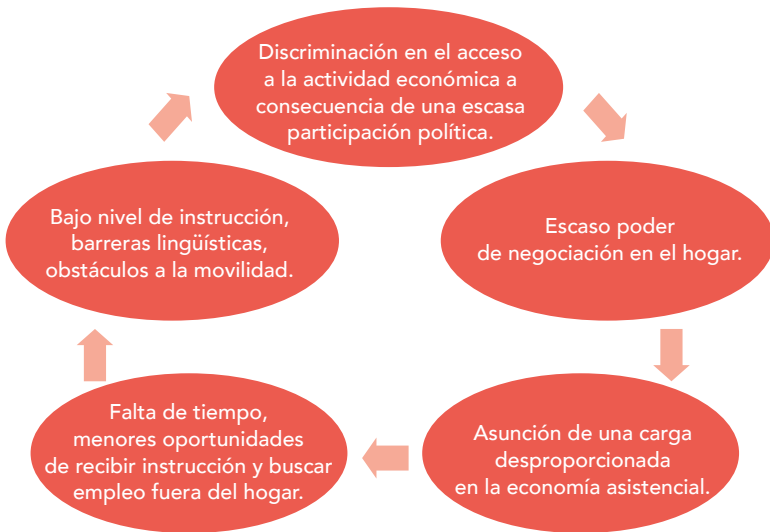 Discriminación en el acceso
a la actividad económica a
consecuencia de una escasa
participación política.
Escaso poder
de negociación en el hogar.
Asunción de una carga
desproporcionada
en la economía asistencial.
Falta de tiempo,
menores oportunidades
de recibir instrucción y buscar
empleo fuera del hogar.
Bajo nivel de instrucción,
barreras lingüísticas,
obstáculos a la movilidad.